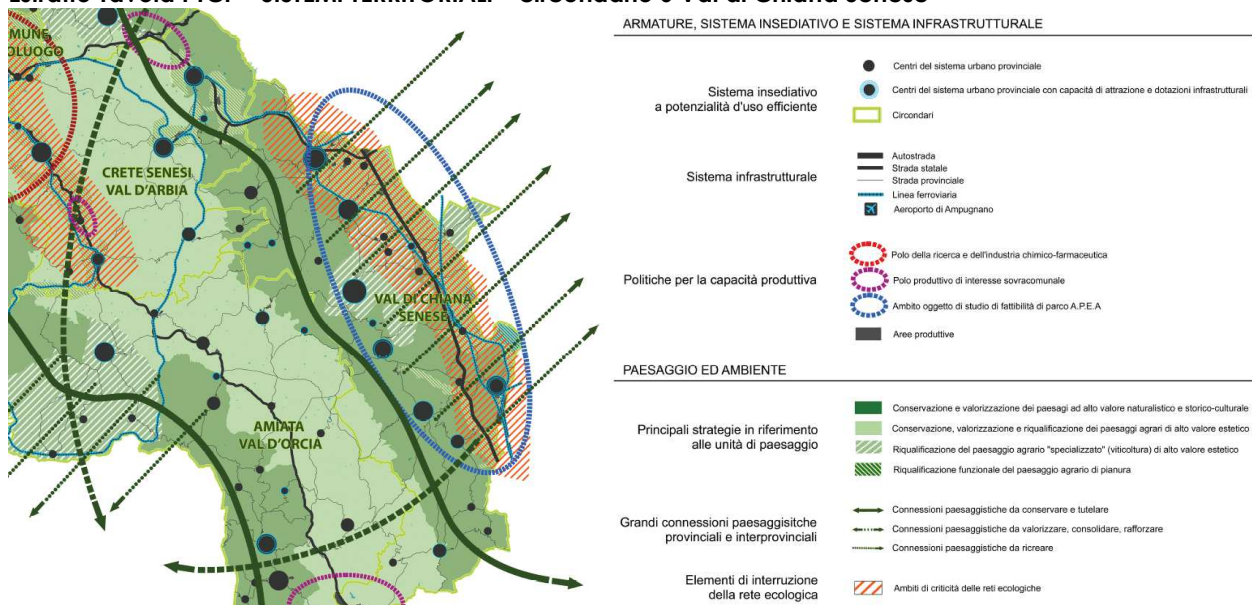 ARMATURE, SISTEMA INSEDIATIVO E SISTEMA INFRASTRUTTURALE
Sistema insediativo
a potenzialità d'uso efficiente
Centri del sistema urbano provinciale
Centri del sistema urbano provinciale con capacità di attrazione e dotazioni infrastrutturali
Circondari
Sistema infrastrutturale
Autostrada
Strada statale
Strada provinciale
Linea ferroviaria
Aeroporto di Ampugnano
Politiche per la capacità produttiva
Polo della ricerca e dell'industria chimico-farmaceutica
Polo produttivo di interesse sovracomunale
Ambito oggetto di studio di fattibilità di parco A.P.E.A
Aree produttive
PAESAGGIO ED AMBIENTE
Principali strategie in riferimento
alle unità di paesaggio
Conservazione e valorizzazione dei paesagi ad alto valore naturalistico e storico-culturale
Conservazione, valorizzazione e riqualificazione dei paesaggi agrari di alto valore estetico
Riqualificazione del paesaggio agrario "specializzato" (viticoltura) di alto valore estetico
Riqualificazione funzionale del paesaggio agrario di pianura
Grandi connessioni paesaggisitche
provinciali e interprovinciali
Connessioni paesaggistiche da conservare e tutelare
Connessioni paesaggistiche da valorizzare, consolidare, rafforzare
Connessioni paesaggistiche da ricreare
Elementi di interruzione
della rete ecologica
Ambiti di criticità delle reti ecologiche
CRETE SENESI
VAL D'ARBIA
VAL DI CHIANA
SENESE
AMIATA
VAL D'ORCIA